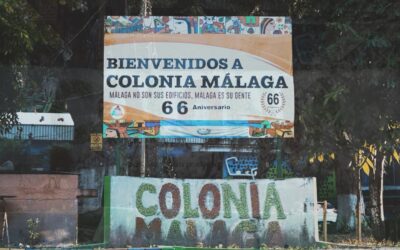 BIENVENIDOS A
COLONIA MÁLAGA
MÁLAGA NO SON SUS EDIFICIOS, MÁLAGA ES SU GENTE
66 Aniversario
66
COLONIA
MALAGA